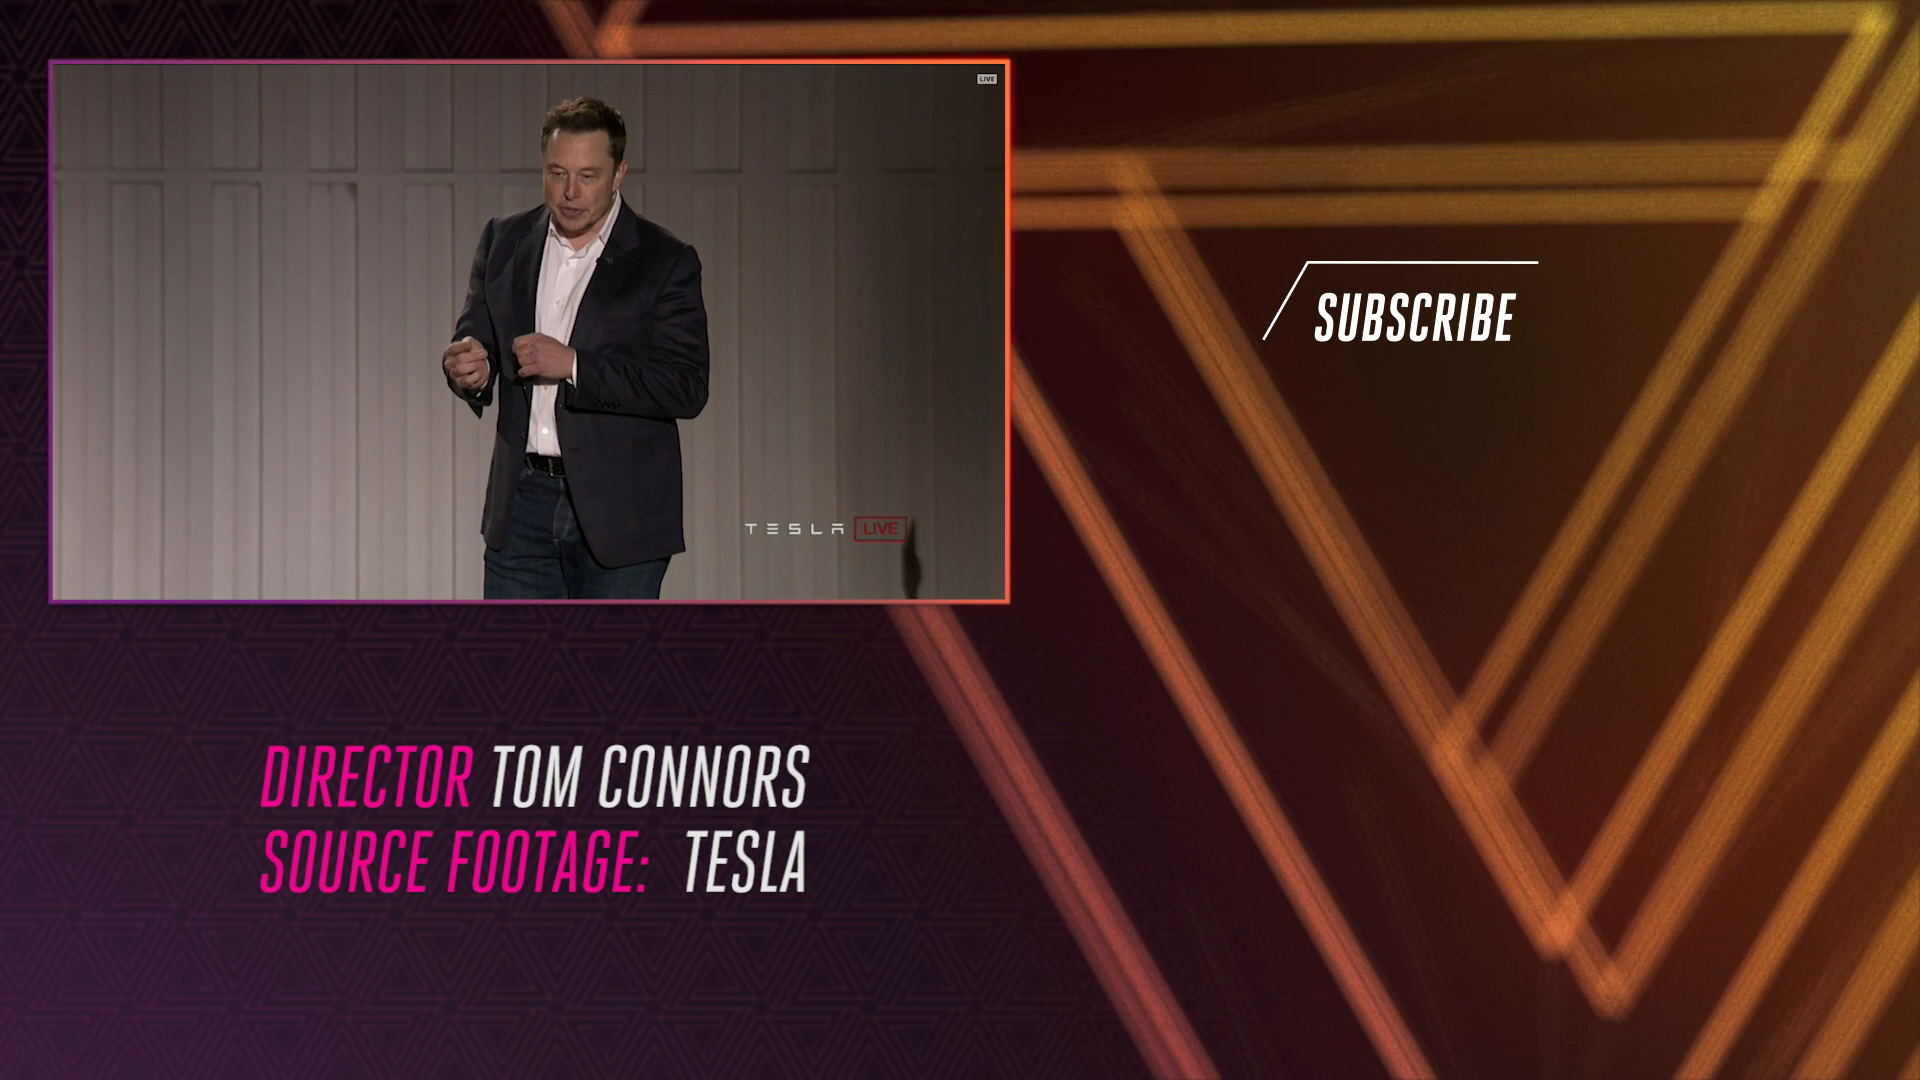 LIVE
TESLA LIVE
SUBSCRIBE
DIRECTOR TOM CONNORS
SOURCE FOOTAGE: TESLA